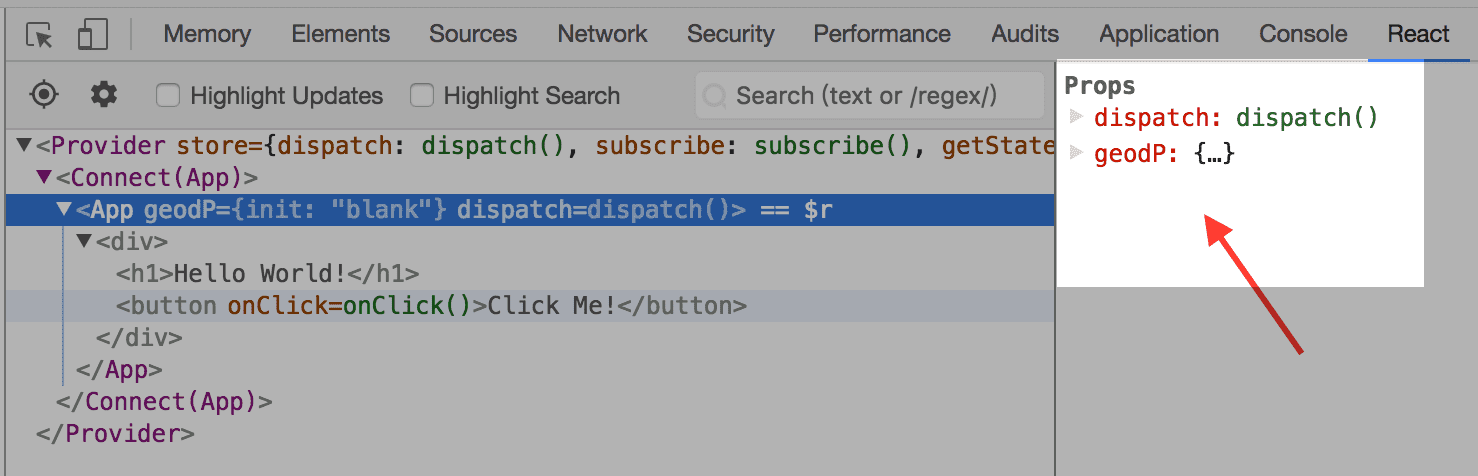 Memory Elements Sources Network Security Performance Audits Application Console React
Highlight Updates Highlight Search Search (text or /regex/)
<Provider store={dispatch: dispatch(), subscribe: subscribe(), getState
<Connect(App)>
<App geodP={init: "blank"} dispatch=dispatch()> == $r
<div>
<h1>Hello World!</h1>
<button onClick=onClick()>Click Me!</button>
</div>
</App>
</Connect(App)>
</Provider>
Props
dispatch: dispatch()
geodP: {…}